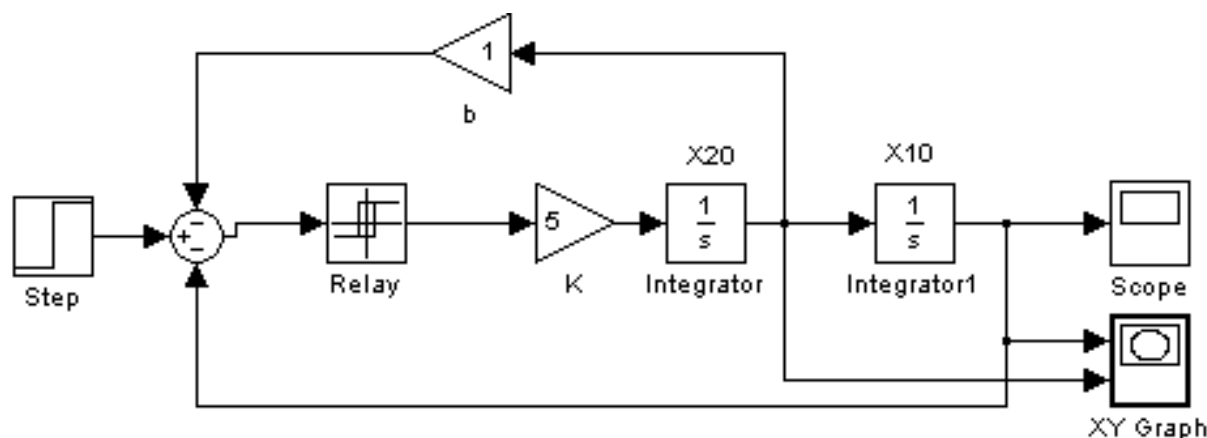 1
b
X20
X10
+
−
−
5
1
s
1
s
Step
Relay
K
Integrator
Integrator1
Scope
XY Graph